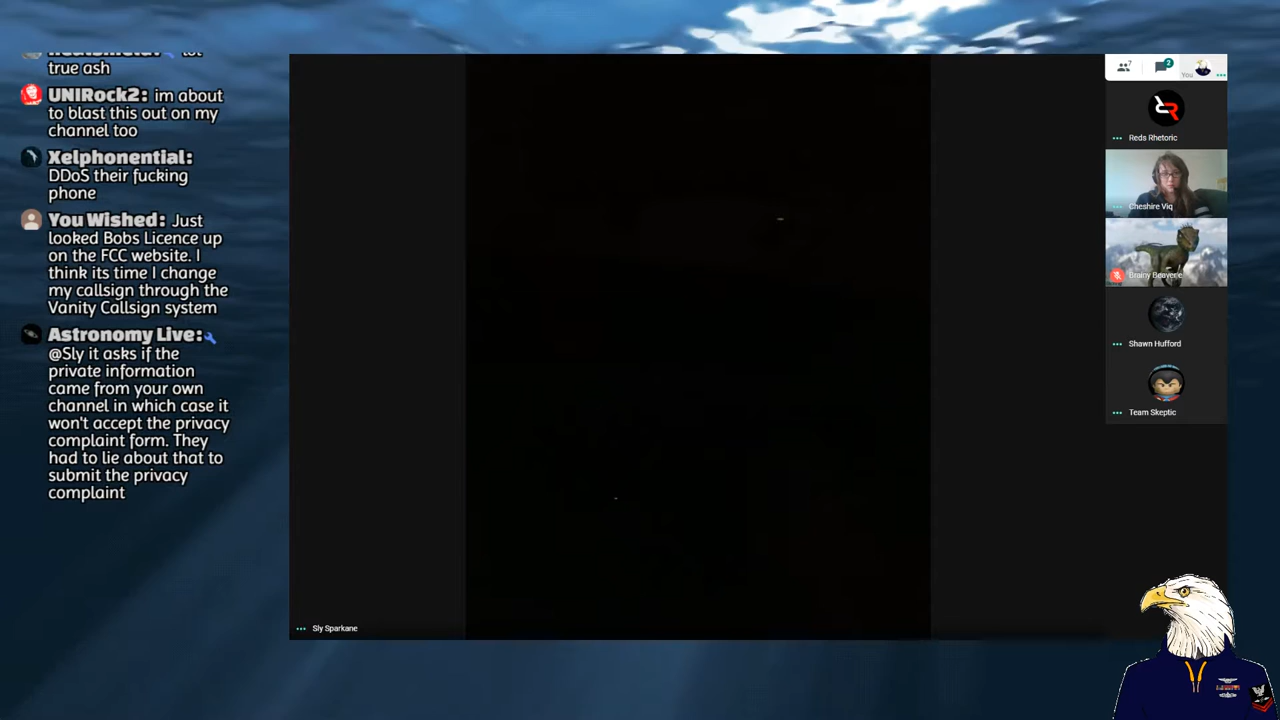 true ash
UNIRock2: im about
to blast this out on my
channel too
Xelphonential:
DDoS their fucking
phone
You Wished: Just
looked Bobs Licence up
on the FCC website. I
think its time I change
my callsign through the
Vanity Callsign system
Astronomy Live:
@Sly it asks if the
private information
came from your own
channel in which case it
won't accept the privacy
complaint form. They
had to lie about that to
submit the privacy
complaint
Sly Sparkane
7
2
You
Reds Rhetoric
Cheshire Viq
Brainy Beaver e
Shawn Hufford
Team Skeptic